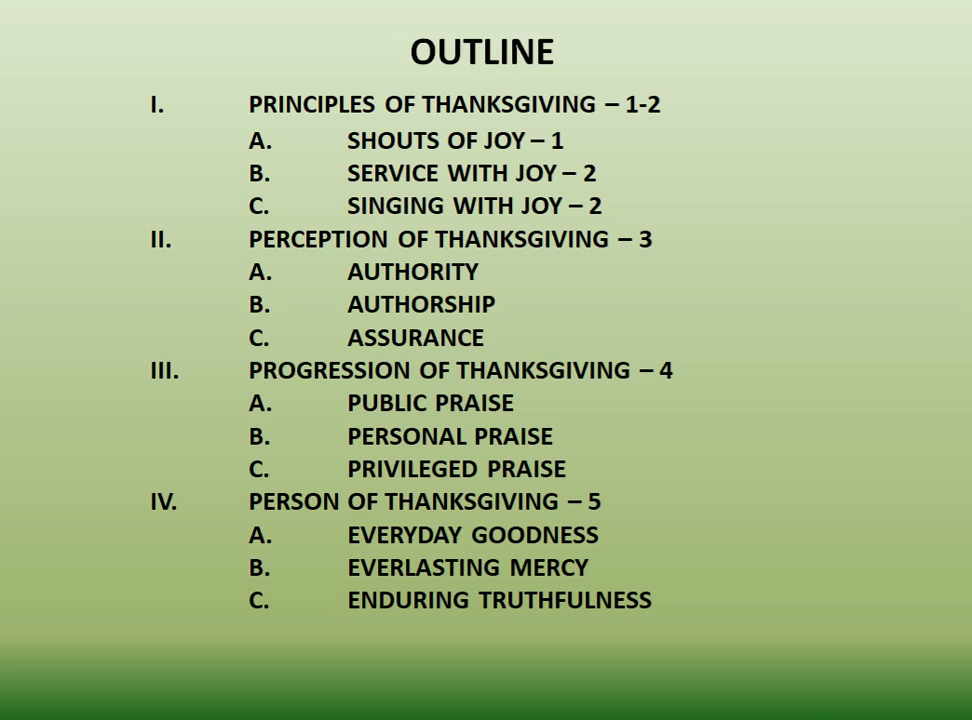 OUTLINE
I. PRINCIPLES OF THANKSGIVING – 1-2
A. SHOUTS OF JOY – 1
B. SERVICE WITH JOY – 2
C. SINGING WITH JOY – 2
II. PERCEPTION OF THANKSGIVING – 3
A. AUTHORITY
B. AUTHORSHIP
C. ASSURANCE
III. PROGRESSION OF THANKSGIVING – 4
A. PUBLIC PRAISE
B. PERSONAL PRAISE
C. PRIVILEGED PRAISE
IV. PERSON OF THANKSGIVING – 5
A. EVERYDAY GOODNESS
B. EVERLASTING MERCY
C. ENDURING TRUTHFULNESS